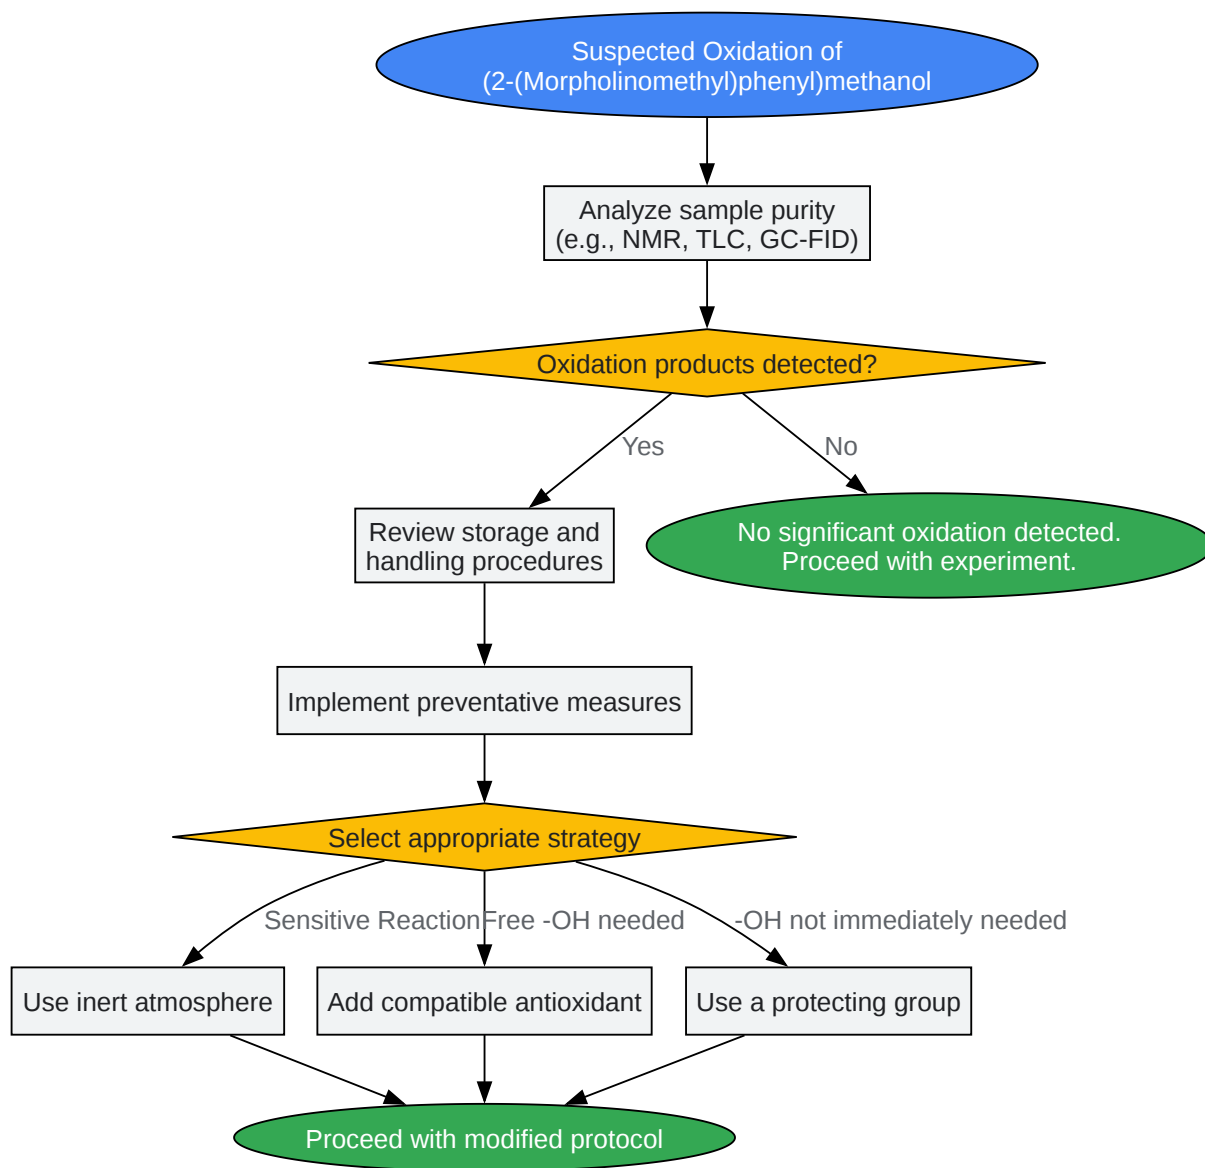 Suspected Oxidation of
(2-(Morpholinomethyl)phenyl)methanol
Analyze sample purity
(e.g., NMR, TLC, GC-FID)
Oxidation products detected?
Yes
No
Review storage and
handling procedures
No significant oxidation detected.
Proceed with experiment.
Implement preventative measures
Select appropriate strategy
Sensitive Reaction
Free -OH needed
-OH not immediately needed
Use inert atmosphere
Add compatible antioxidant
Use a protecting group
Proceed with modified protocol